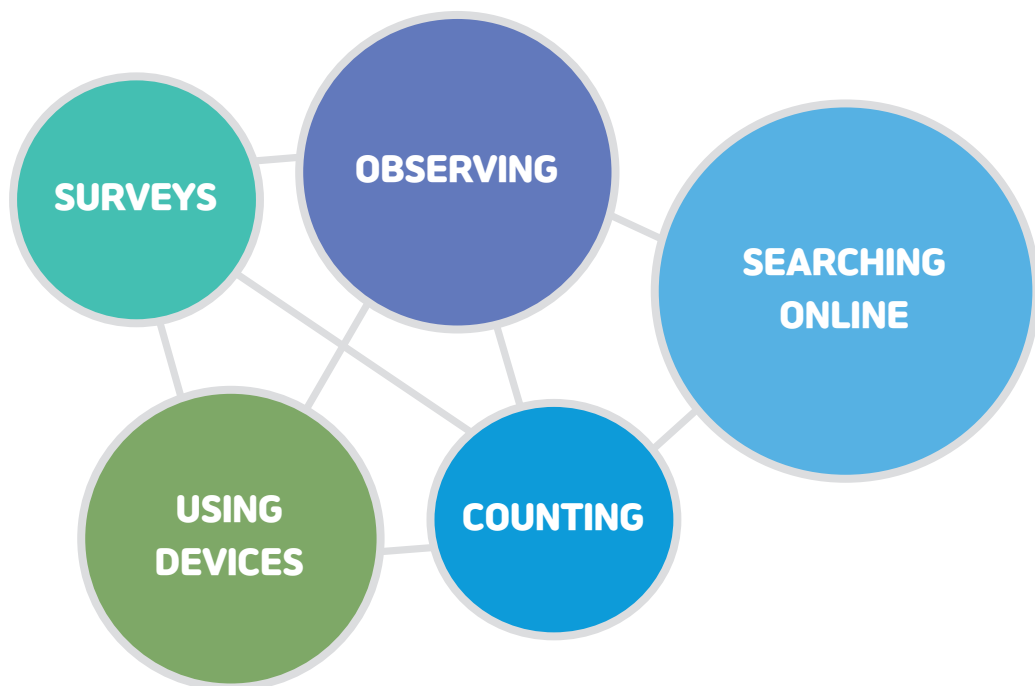 SURVEYS
OBSERVING
SEARCHING
ONLINE
USING
DEVICES
COUNTING